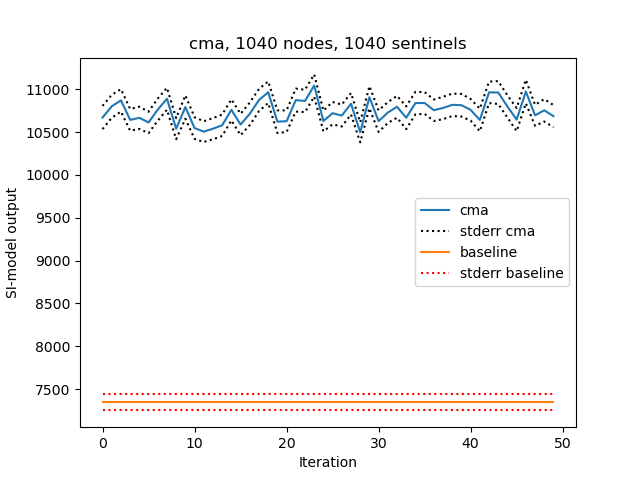 cma, 1040 nodes, 1040 sentinels
SI-model output
11000
10500
10000
9500
9000
8500
8000
7500
cma
stderr cma
baseline
stderr baseline
0 10 20 30 40 50
Iteration